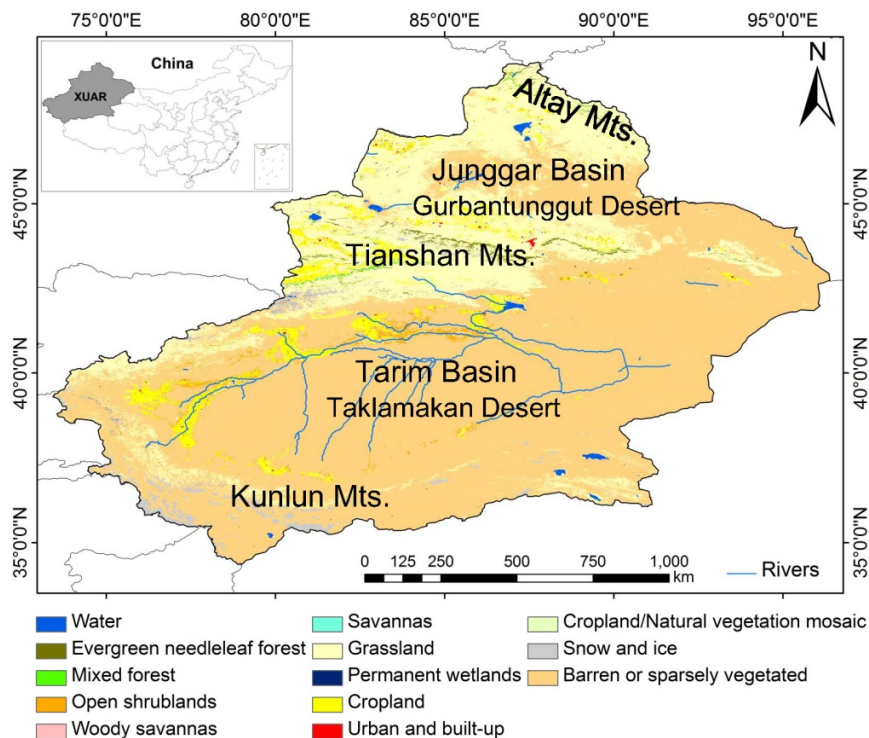 75°0'0"E 80°0'0"E 85°0'0"E 90°0'0"E 95°0'0"E
China
XUAR
N
Altay Mts.
Junggar Basin
Gurbantunggut Desert
45°0'0"N 45°0'0"N
Tianshan Mts.
40°0'0"N 40°0'0"N
Tarim Basin
Taklamakan Desert
Kunlun Mts.
35°0'0"N 35°0'0"N
0 125 250 500 750 1,000
km
Rivers
Water Savannas Cropland/Natural vegetation mosaic
Evergreen needleleaf forest Grassland Snow and ice
Mixed forest Permanent wetlands Barren or sparsely vegetated
Open shrublands Cropland
Woody savannas Urban and built-up